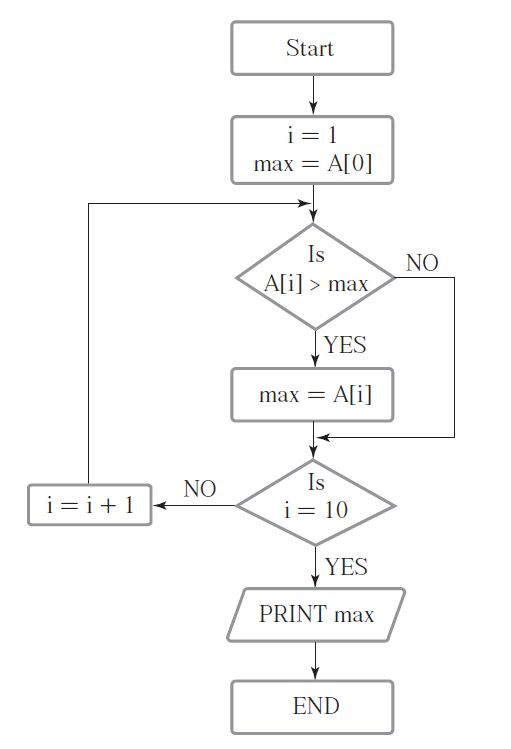 Start
i = 1
max = A[0]
Is
A[i] > max
NO
YES
max = A[i]
Is
i = 10
NO
i = i + 1
YES
PRINT max
END